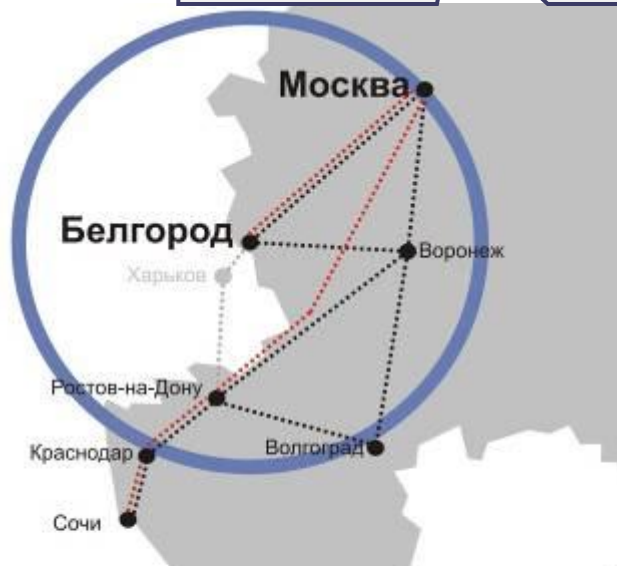 Москва
Белгород
Воронеж
Харьков
Ростов-на-Дону
Волгоград
Краснодар
Сочи